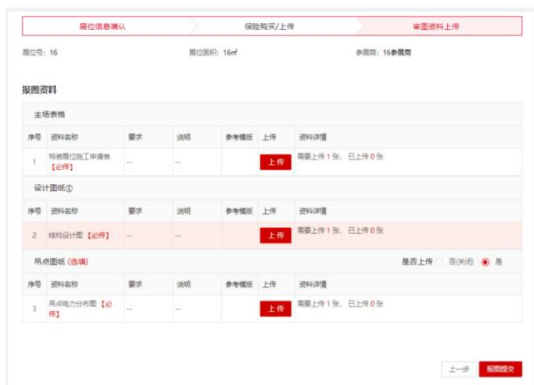 展位信息确认
保险购买/上传
审图资料上传
展位号: 16
展位面积: 16㎡
参展商: 16参展商
报图资料
主场表格
序号 资料名称 要求 说明 参考模版 上传 资料详情
1 特装展位施工申请表【必传】 -- -- 上传 需要上传 1 张, 已上传 0 张
设计图纸①
序号 资料名称 要求 说明 参考模版 上传 资料详情
2 结构设计图【必传】 -- -- 上传 需要上传 1 张, 已上传 0 张
吊点图纸 (选填) 是否上传 否(关闭) 是
序号 资料名称 要求 说明 参考模版 上传 资料详情
3 吊点电力分布图【必传】 -- -- 上传 需要上传 1 张, 已上传 0 张
上一步 报图提交